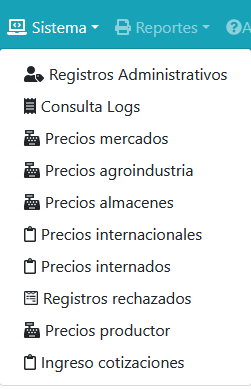 Sistema Reportes
Registros Administrativos
Consulta Logs
Precios mercados
Precios agroindustria
Precios almacenes
Precios internacionales
Precios internados
Registros rechazados
Precios productor
Ingreso cotizaciones